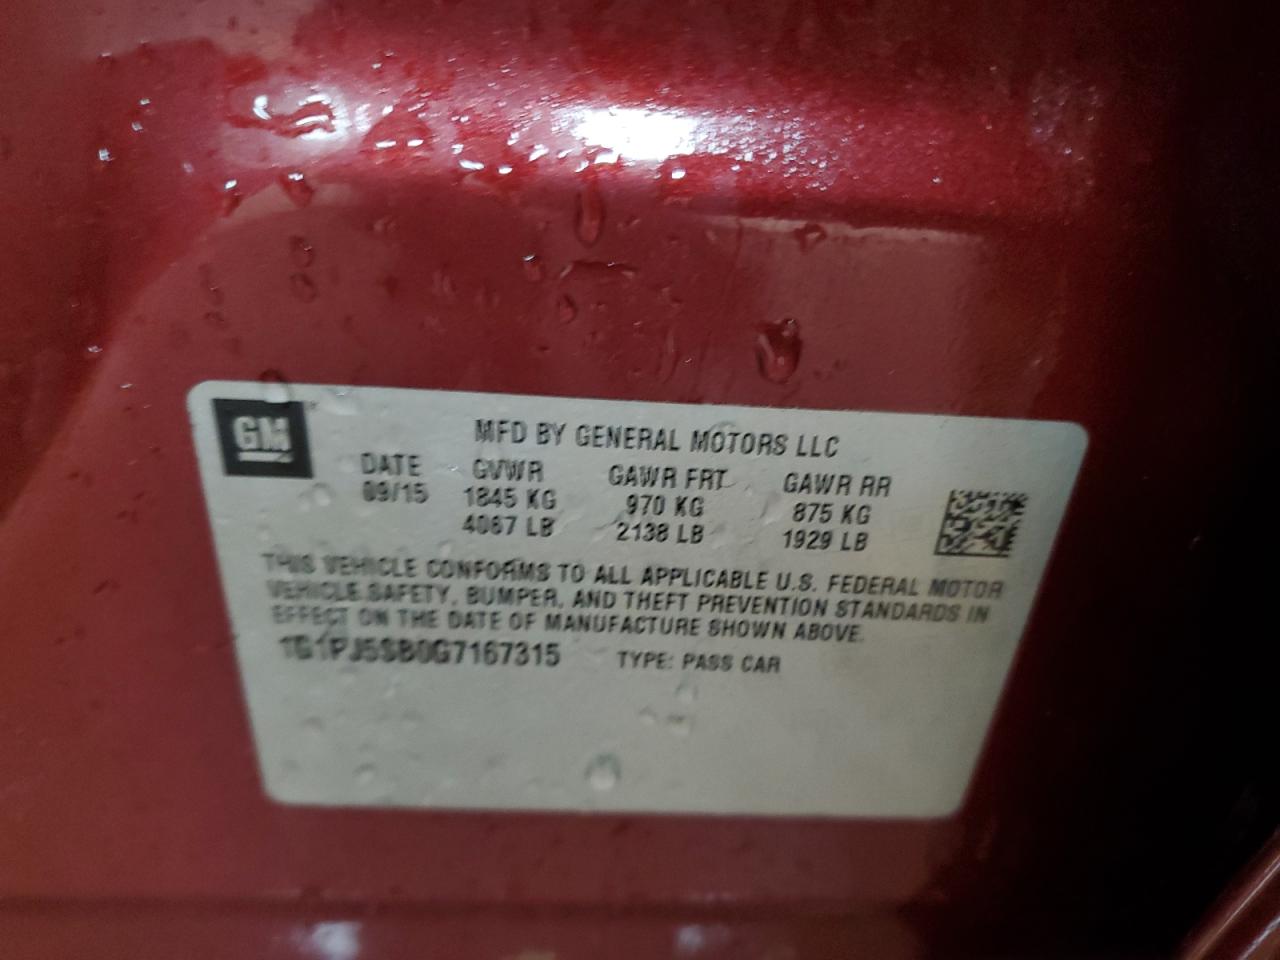 GM
MFD BY GENERAL MOTORS LLC
DATE GVWR GAWR FRT GAWR RR
09/15 1845 KG 970 KG 875 KG
4067 LB 2138 LB 1929 LB
THIS VEHICLE CONFORMS TO ALL APPLICABLE U.S. FEDERAL MOTOR
VEHICLE SAFETY, BUMPER, AND THEFT PREVENTION STANDARDS IN
EFFECT ON THE DATE OF MANUFACTURE SHOWN ABOVE.
1G1PJ5SB0G7167315 TYPE: PASS CAR